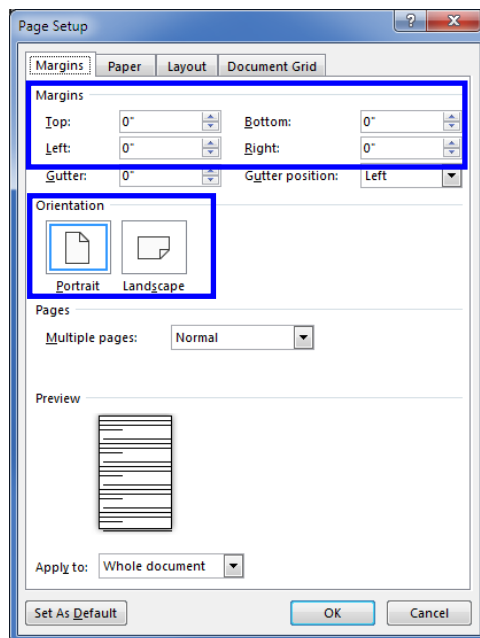 Page Setup
?
Margins Paper Layout Document Grid
Margins
Top: 0" Bottom: 0"
Left: 0" Right: 0"
Gutter: 0" Gutter position: Left
Orientation
Portrait Landscape
Pages
Multiple pages: Normal
Preview
Apply to: Whole document
Set As Default OK Cancel